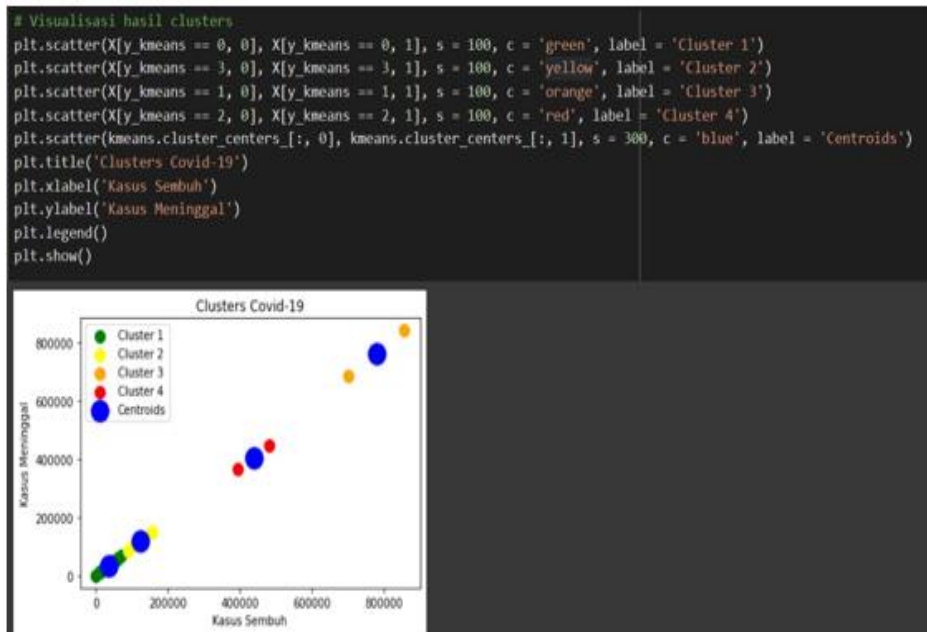 # Visualisasi hasil clusters
plt.scatter(X[y_kmeans == 0, 0], X[y_kmeans == 0, 1], s = 100, c = 'green', label = 'Cluster 1')
plt.scatter(X[y_kmeans == 3, 0], X[y_kmeans == 3, 1], s = 100, c = 'yellow', label = 'Cluster 2')
plt.scatter(X[y_kmeans == 1, 0], X[y_kmeans == 1, 1], s = 100, c = 'orange', label = 'Cluster 3')
plt.scatter(X[y_kmeans == 2, 0], X[y_kmeans == 2, 1], s = 100, c = 'red', label = 'Cluster 4')
plt.scatter(kmeans.cluster_centers_[:, 0], kmeans.cluster_centers_[:, 1], s = 300, c = 'blue', label = 'Centroids')
plt.title('Clusters Covid-19')
plt.xlabel('Kasus Sembuh')
plt.ylabel('Kasus Meninggal')
plt.legend()
plt.show()
Clusters Covid-19
Cluster 1
Cluster 2
Cluster 3
Cluster 4
Centroids
Kasus Meninggal
800000
600000
400000
200000
0
0 200000 400000 600000 800000
Kasus Sembuh